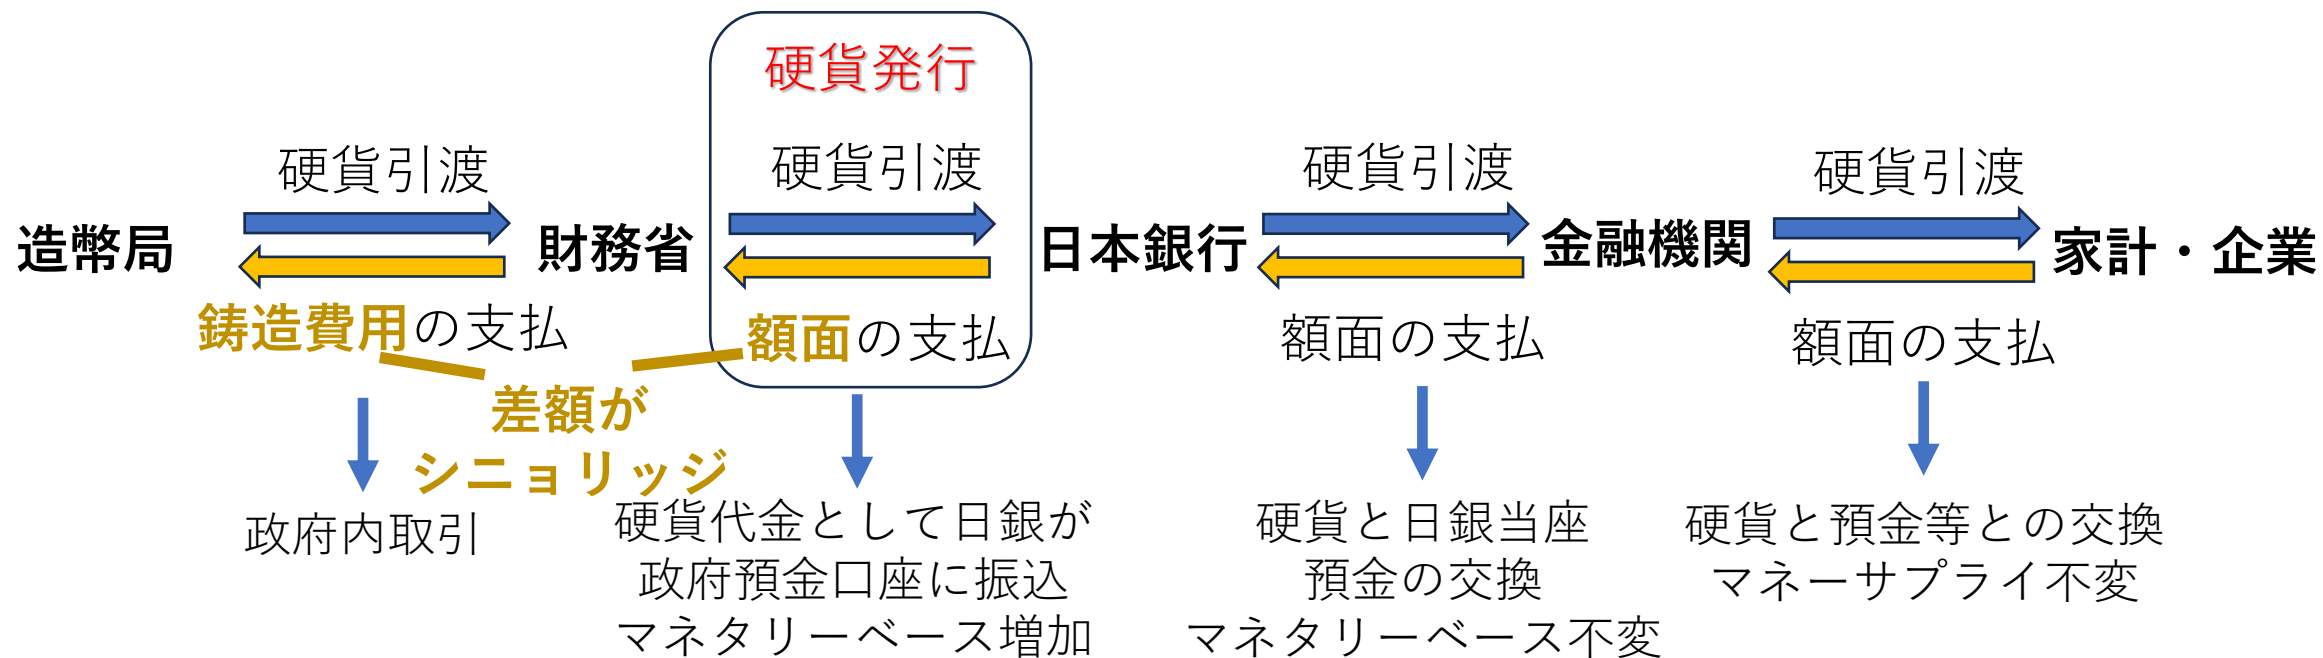 硬貨発行
硬貨引渡
硬貨引渡
硬貨引渡
硬貨引渡
造幣局
財務省
日本銀行
金融機関
家計・企業
鋳造費用の支払
額面の支払
額面の支払
額面の支払
差額が
シニョリッジ
政府内取引
硬貨代金として日銀が
政府預金口座に振込
マネタリーベース増加
硬貨と日銀当座
預金の交換
マネタリーベース不変
硬貨と預金等との交換
マネーサプライ不変